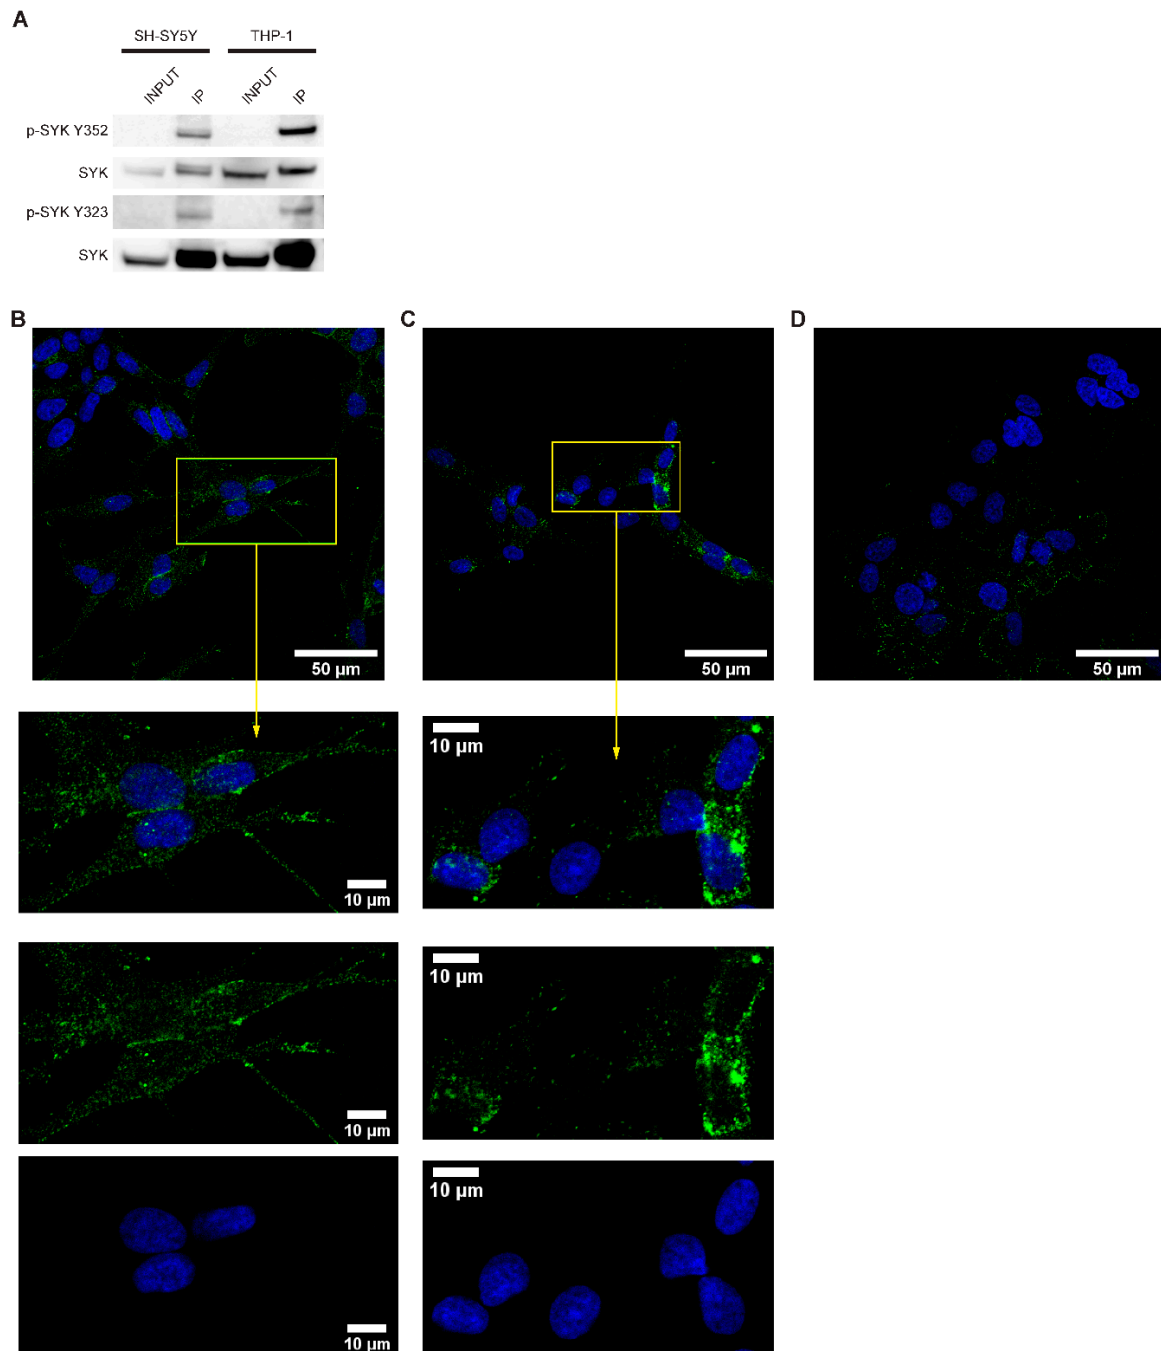 A
SH-SY5Y THP-1
INPUT IP INPUT IP
p-SYK Y352
SYK
p-SYK Y323
SYK
B C D
50 µm 50 µm 50 µm
10 µm
10 µm
10 µm
10 µm
10 µm
10 µm